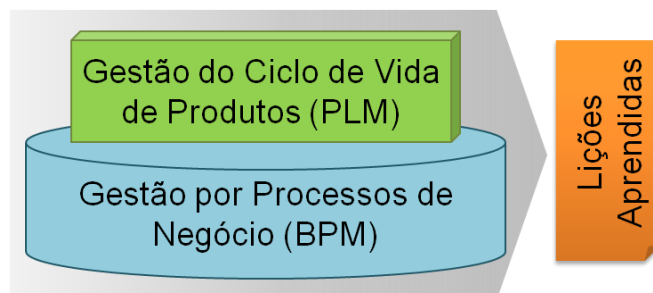 Gestão do Ciclo de Vida
de Produtos (PLM)
Gestão por Processos de
Negócio (BPM)
Lições
Aprendidas